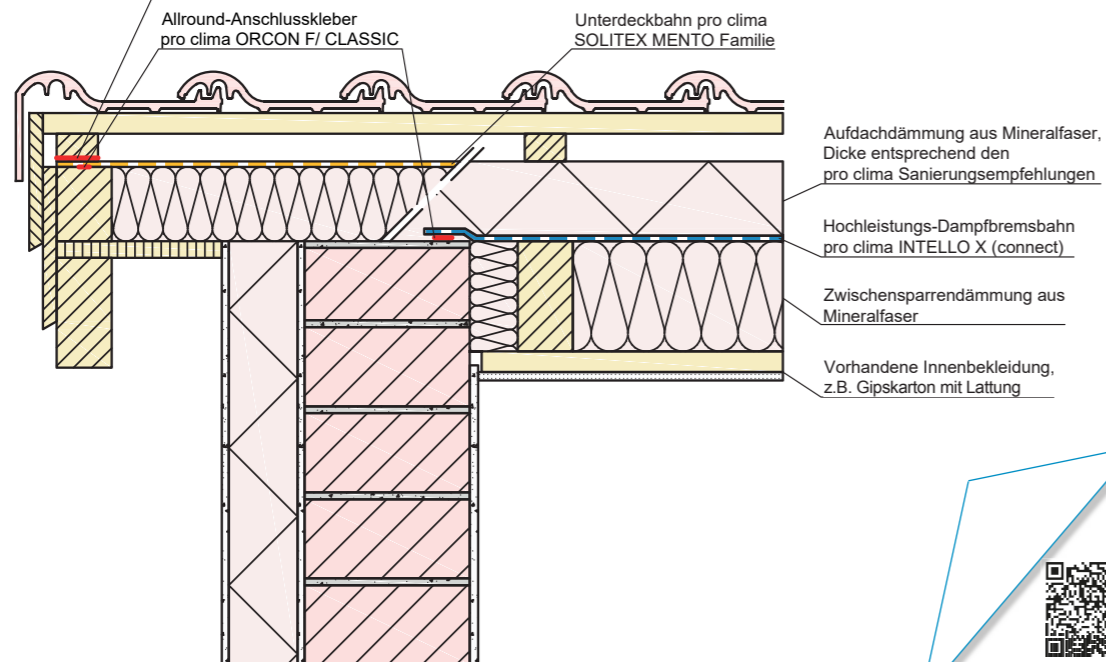 Allround-Anschlusskleber
pro clima ORCON F/ CLASSIC
Unterdeckbahn pro clima
SOLITEX MENTO Familie
Aufdachdämmung aus Mineralfaser,
Dicke entsprechend den
pro clima Sanierungsempfehlungen
Hochleistungs-Dampfbremsbahn
pro clima INTELLO X (connect)
Zwischensparrendämmung aus
Mineralfaser
Vorhandene Innenbekleidung,
z.B. Gipskarton mit Lattung